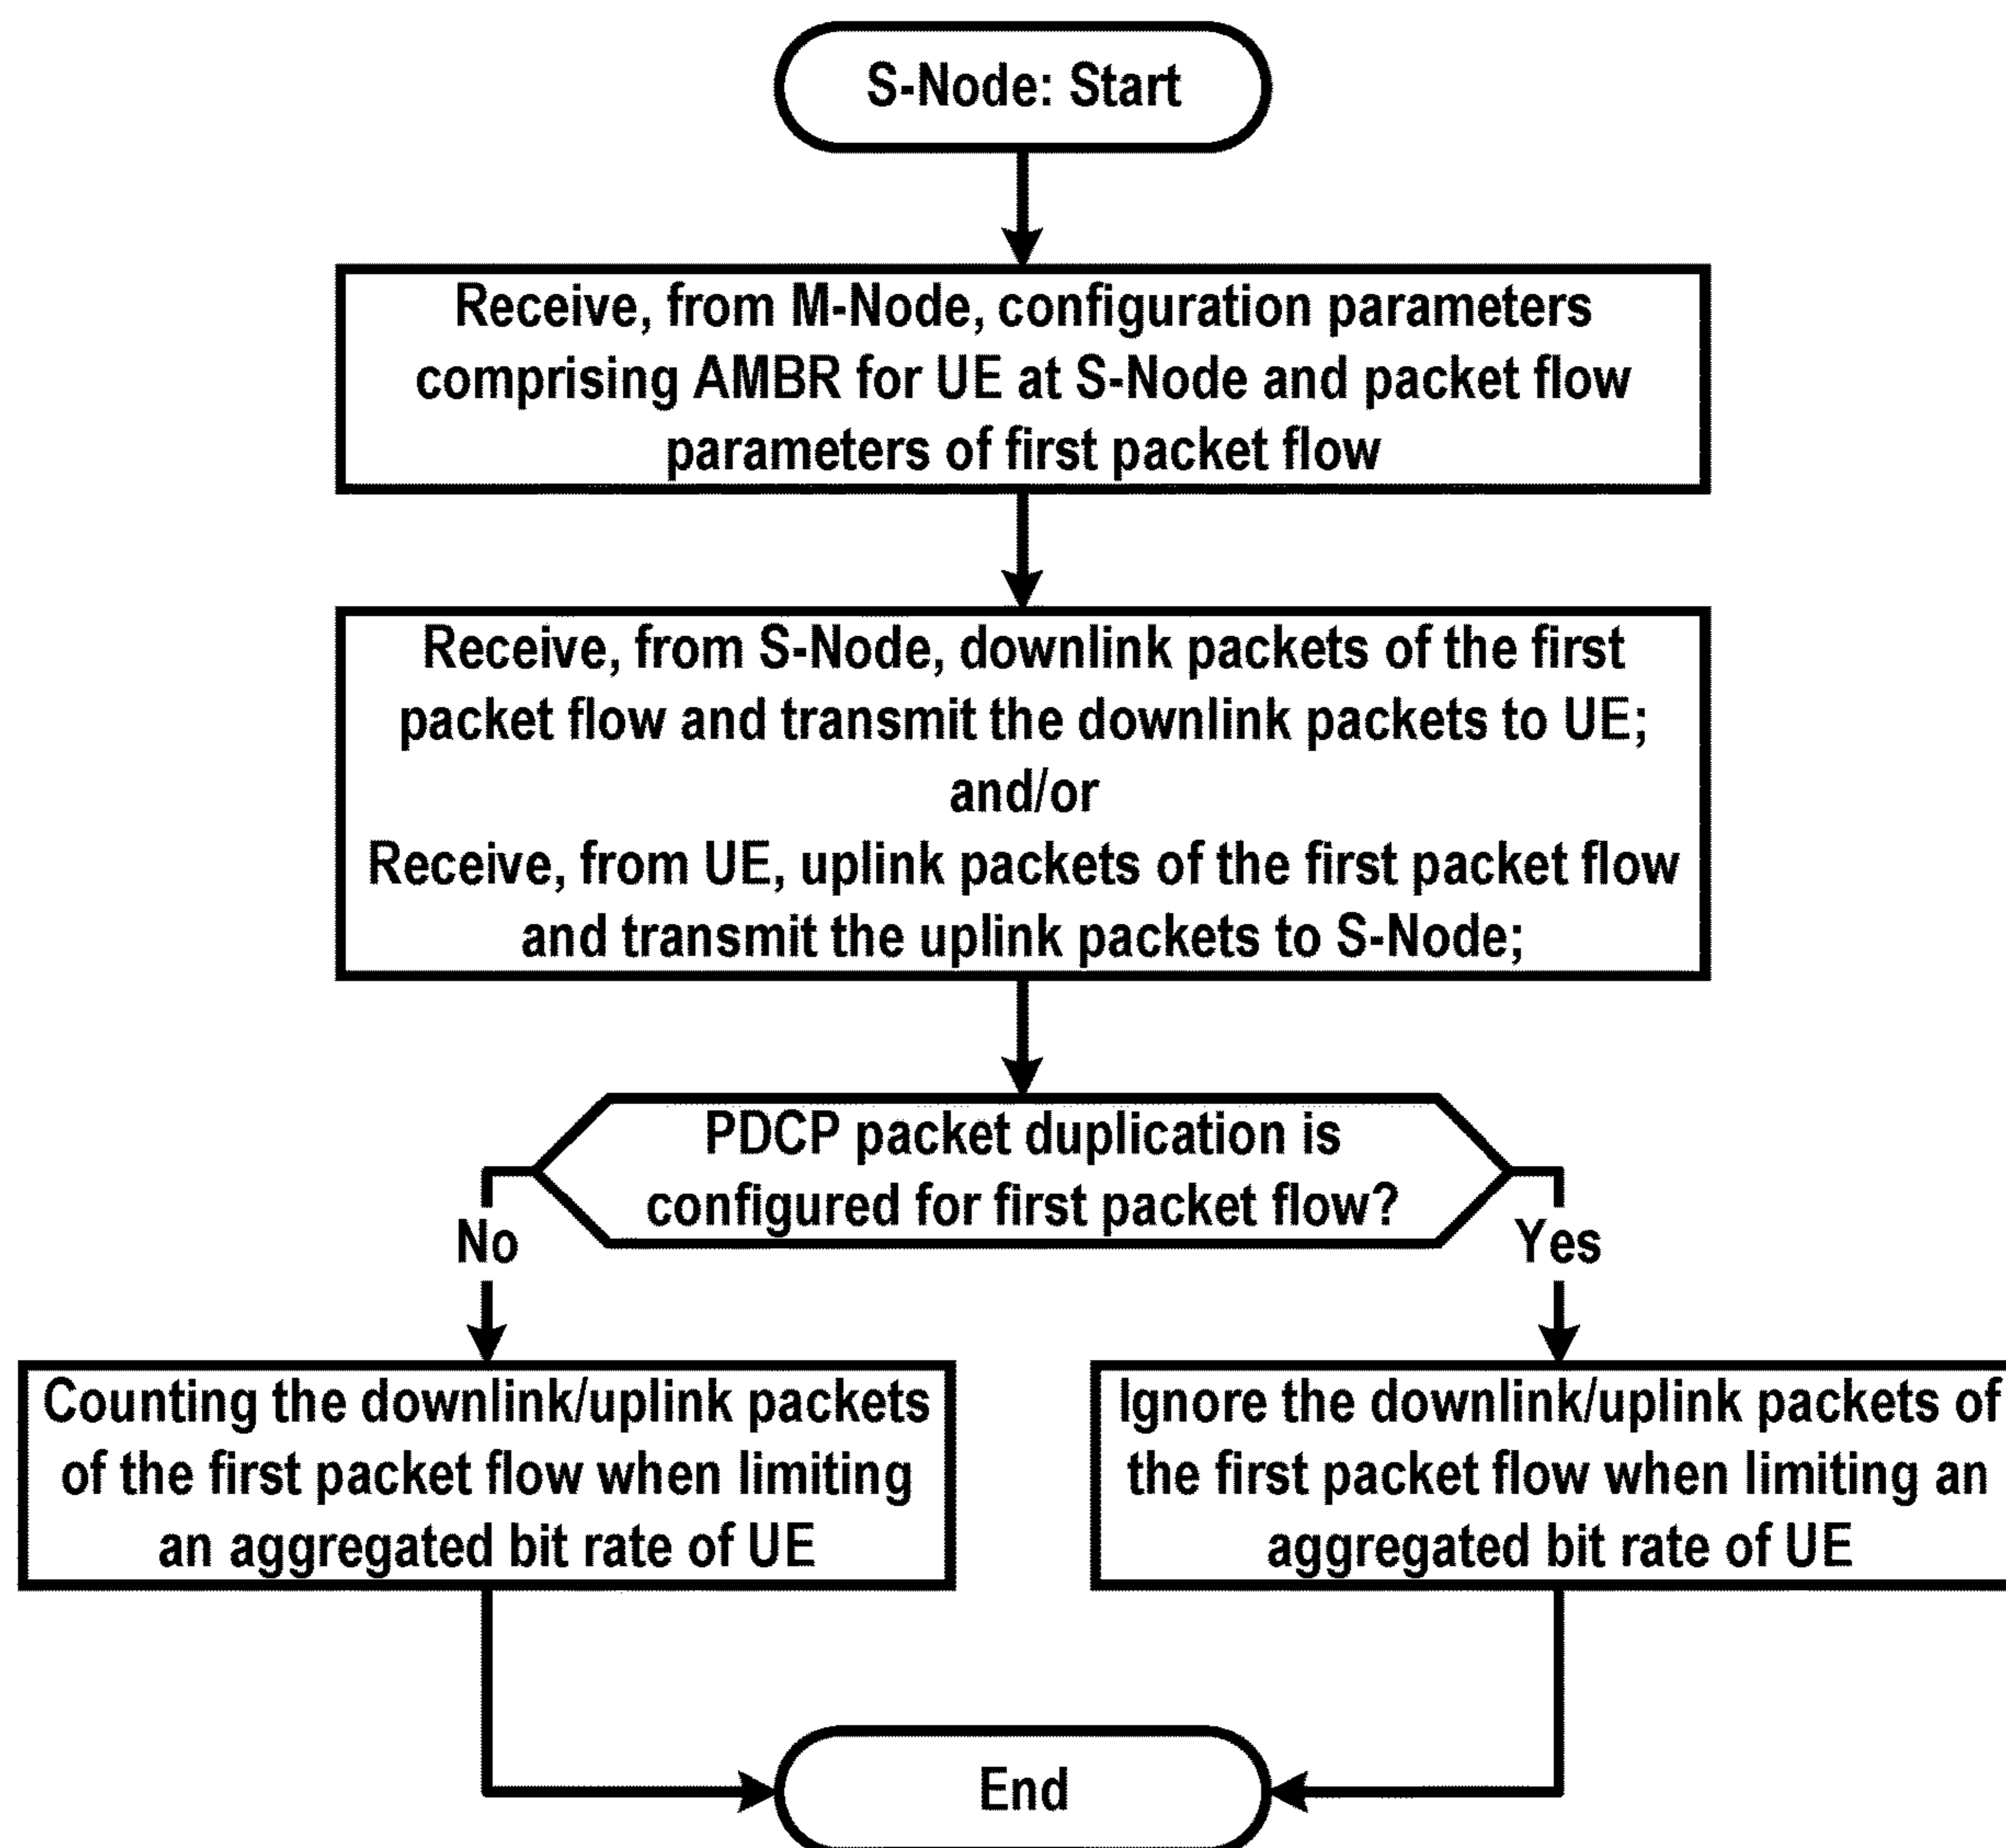 S-Node: Start
Receive, from M-Node, configuration parameters
comprising AMBR for UE at S-Node and packet flow
parameters of first packet flow
Receive, from S-Node, downlink packets of the first
packet flow and transmit the downlink packets to UE;
and/or
Receive, from UE, uplink packets of the first packet flow
and transmit the uplink packets to S-Node;
PDCP packet duplication is
configured for first packet flow?
No
Yes
Counting the downlink/uplink packets
of the first packet flow when limiting
an aggregated bit rate of UE
Ignore the downlink/uplink packets of
the first packet flow when limiting an
aggregated bit rate of UE
End